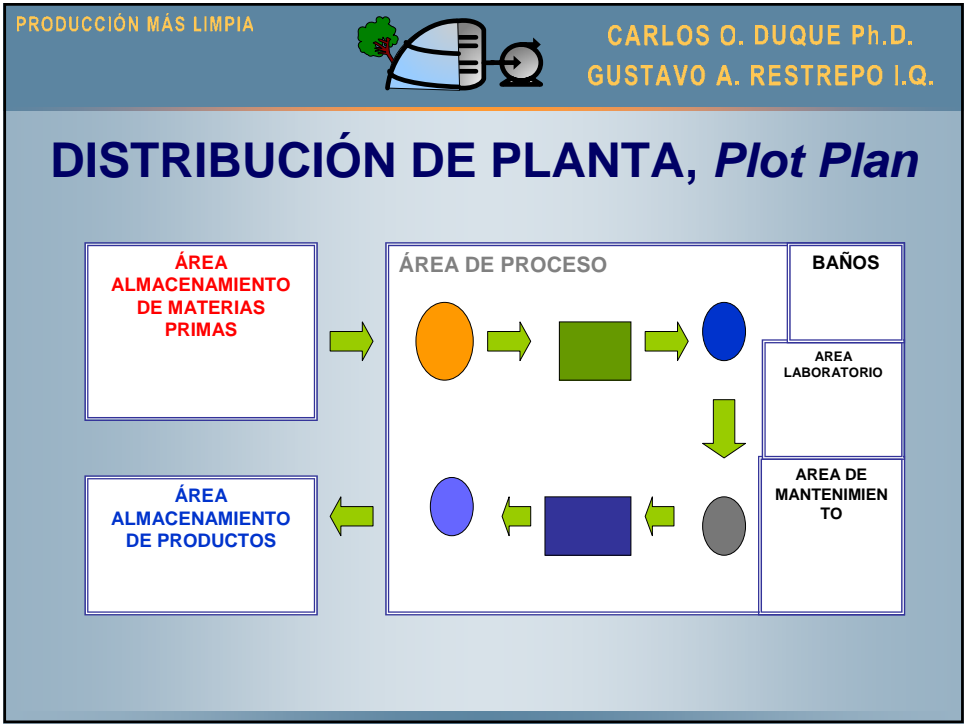 PRODUCCIÓN MÁS LIMPIA
CARLOS O. DUQUE Ph.D.
GUSTAVO A. RESTREPO I.Q.
DISTRIBUCIÓN DE PLANTA, Plot Plan
ÁREA
ALMACENAMIENTO
DE MATERIAS
PRIMAS
ÁREA DE PROCESO
BAÑOS
AREA
LABORATORIO
AREA DE
MANTENIMIEN
TO
ÁREA
ALMACENAMIENTO
DE PRODUCTOS